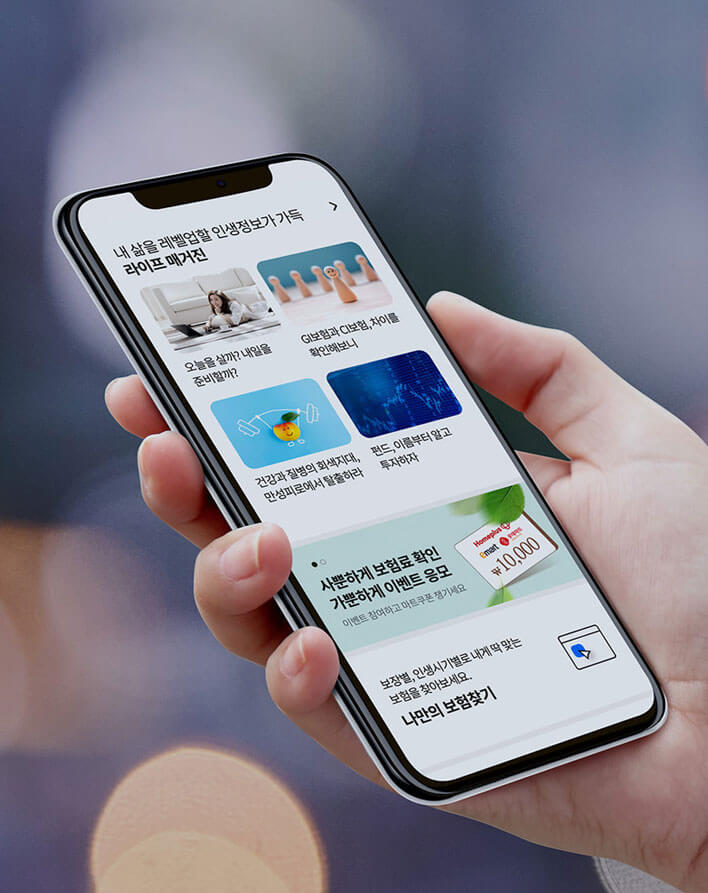 내 삶을 레벨업할 인생정보가 가득
라이프 매거진
오늘을 살까? 내일을
준비할까?
GI보험과 CI보험, 차이를
확인해보니
건강과 질병의 회색지대,
만성피로에서 탈출하라
펀드, 이름부터 알고
투자하자
사뿐하게 보험료 확인
가뿐하게 이벤트 응모
이벤트 참여하고 마트쿠폰 챙기세요
Homeplus
emart
₩10,000
보장별, 인생시기별로 내게 딱 맞는
보험을 찾아보세요.
나만의 보험찾기